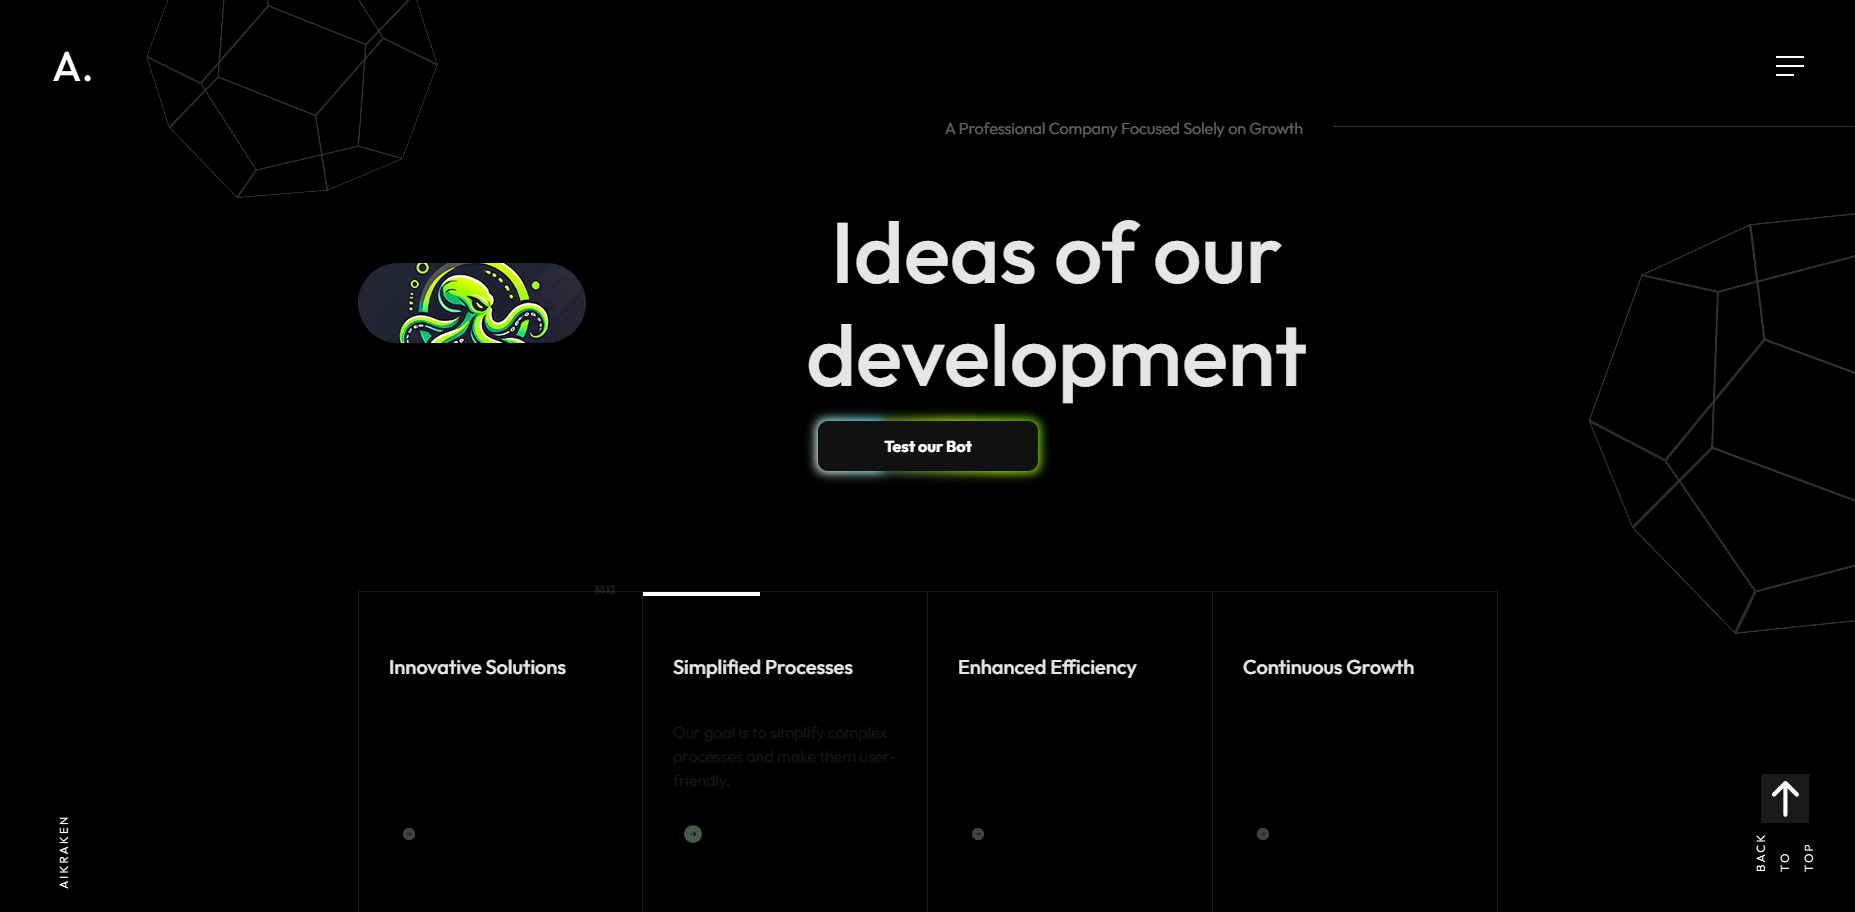 A.
A Professional Company Focused Solely on Growth
Ideas of our
development
Test our Bot
Innovative Solutions
Simplified Processes
Enhanced Efficiency
Continuous Growth
Our goal is to simplify complex
processes and make them user-
friendly.
AIKRAKEN
BACK
TO
TOP